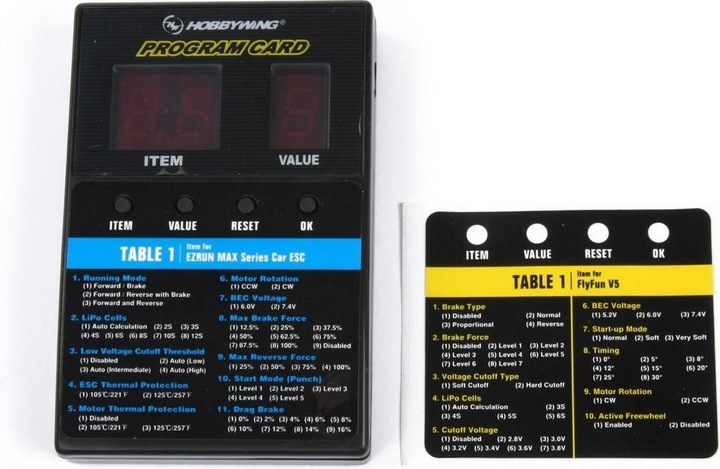 HOBBYWING®
PROGRAM CARD
ITEM VALUE
ITEM VALUE RESET OK
TABLE 1 Item for
EZRUN MAX Series Car ESC
1. Running Mode
(1) Forward / Brake
(2) Forward / Reverse with Brake
(3) Forward and Reverse
2. LiPo Cells
(1) Auto Calculation (2) 2S (3) 3S
(4) 4S (5) 6S (6) 8S (7) 10S (8) 12S
3. Low Voltage Cutoff Threshold
(1) Disabled (2) Auto (Low)
(3) Auto (Intermediate) (4) Auto (High)
4. ESC Thermal Protection
(1) 105℃/221℉ (2) 125℃/257℉
5. Motor Thermal Protection
(1) Disabled
(2) 105℃/221℉ (3) 125℃/257℉
6. Motor Rotation
(1) CCW (2) CW
7. BEC Voltage
(1) 6.0V (2) 7.4V
8. Max Brake Force
(1) 12.5% (2) 25% (3) 37.5%
(4) 50% (5) 62.5% (6) 75%
(7) 87.5% (8) 100% (9) Disabled
9. Max Reverse Force
(1) 25% (2) 50% (3) 75% (4) 100%
10. Start Mode (Punch)
(1) Level 1 (2) Level 2 (3) Level 3
(4) Level 4 (5) Level 5
11. Drag Brake
(1) 0% (2) 2% (3) 4% (4) 6% (5) 8%
(6) 10% (7) 12% (8) 14% (9) 16%
ITEM VALUE RESET OK
TABLE 1 Item for
FlyFun V5
1. Brake Type
(1) Disabled (2) Normal
(3) Proportional (4) Reverse
2. Brake Force
(1) Disabled (2) Level 1 (3) Level 2
(4) Level 3 (5) Level 4 (6) Level 5
(7) Level 6 (8) Level 7
3. Voltage Cutoff Type
(1) Soft Cutoff (2) Hard Cutoff
4. LiPo Cells
(1) Auto Calculation (2) 3S
(3) 4S (4) 5S (5) 6S
5. Cutoff Voltage
(1) Disabled (2) 2.8V (3) 3.0V
(4) 3.2V (5) 3.4V (6) 3.6V (7) 3.8V
6. BEC Voltage
(1) 5.2V (2) 6.0V (3) 7.4V
7. Start-up Mode
(1) Normal (2) Soft (3) Very Soft
8. Timing
(1) 0° (2) 5° (3) 8°
(4) 12° (5) 15° (6) 20°
(7) 25° (8) 30°
9. Motor Rotation
(1) CW (2) CCW
10. Active Freewheel
(1) Enabled (2) Disabled